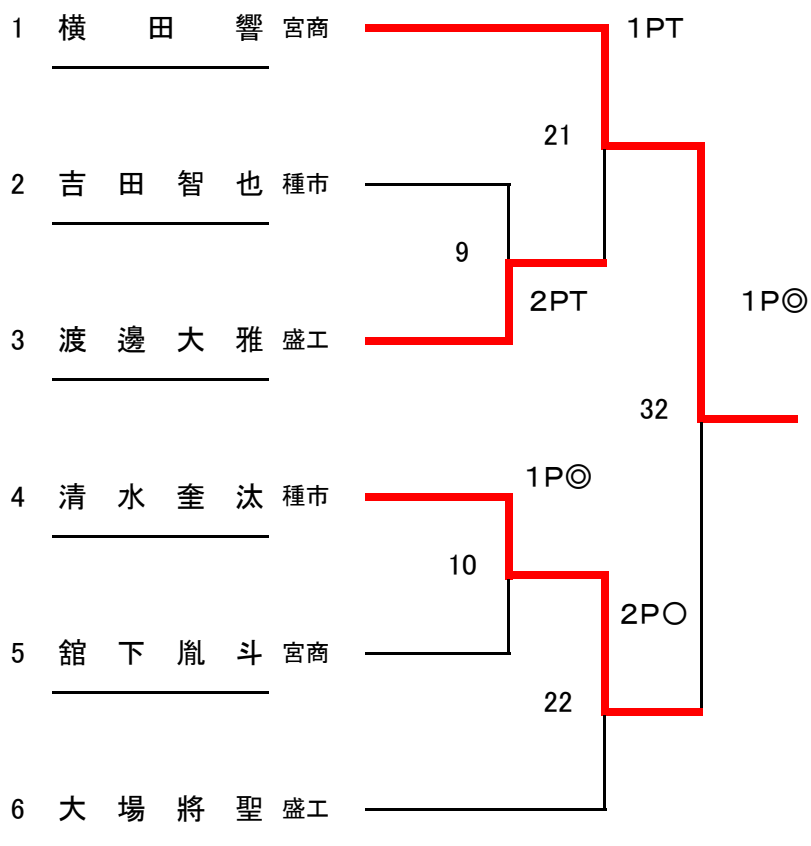 1 横田響 宮商 1PT
21
2 吉田智也 種市
9
2PT 1P◎
3 渡邊大雅 盛工
32
1P◎
4 清水奎汰 種市
10
2P○
5 舘下胤斗 宮商
22
6 大場將聖 盛工